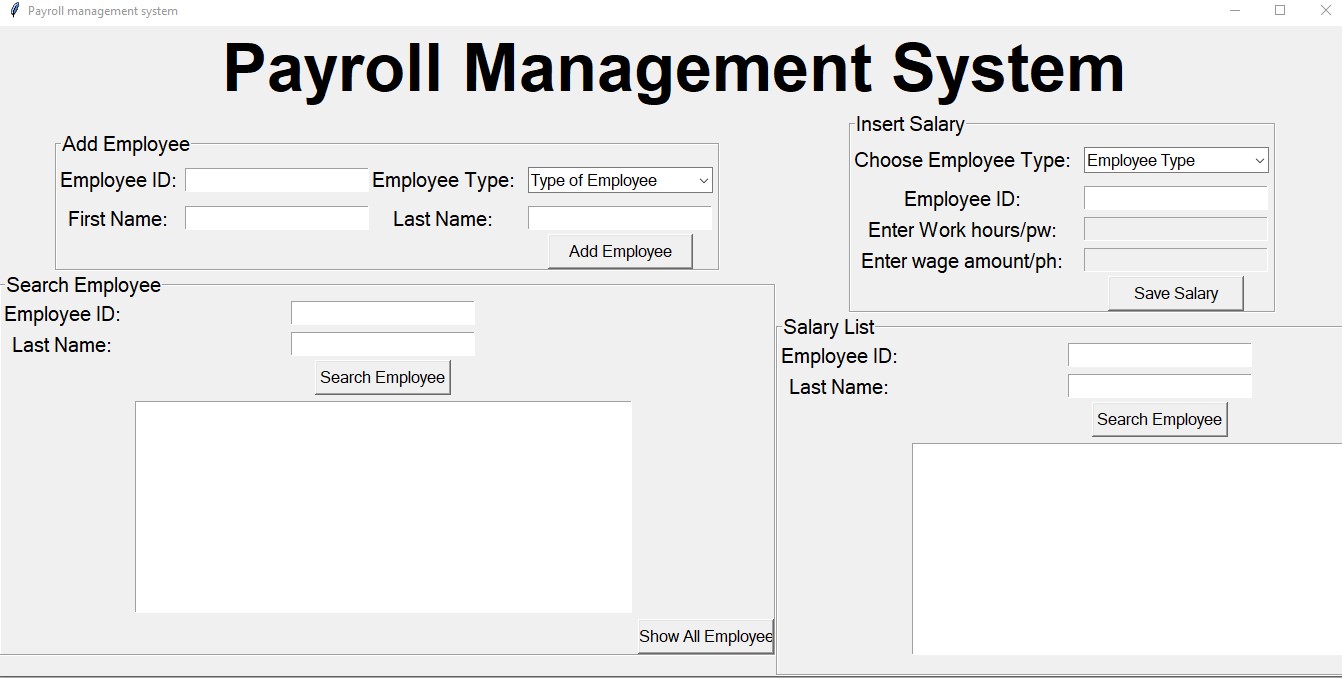 Payroll management system
Payroll Management System
Add Employee
Employee ID: Employee Type: Type of Employee
First Name: Last Name:
Add Employee
Insert Salary
Choose Employee Type: Employee Type
Employee ID:
Enter Work hours/pw:
Enter wage amount/ph:
Save Salary
Search Employee
Employee ID:
Last Name:
Search Employee
Show All Employee
Salary List
Employee ID:
Last Name:
Search Employee